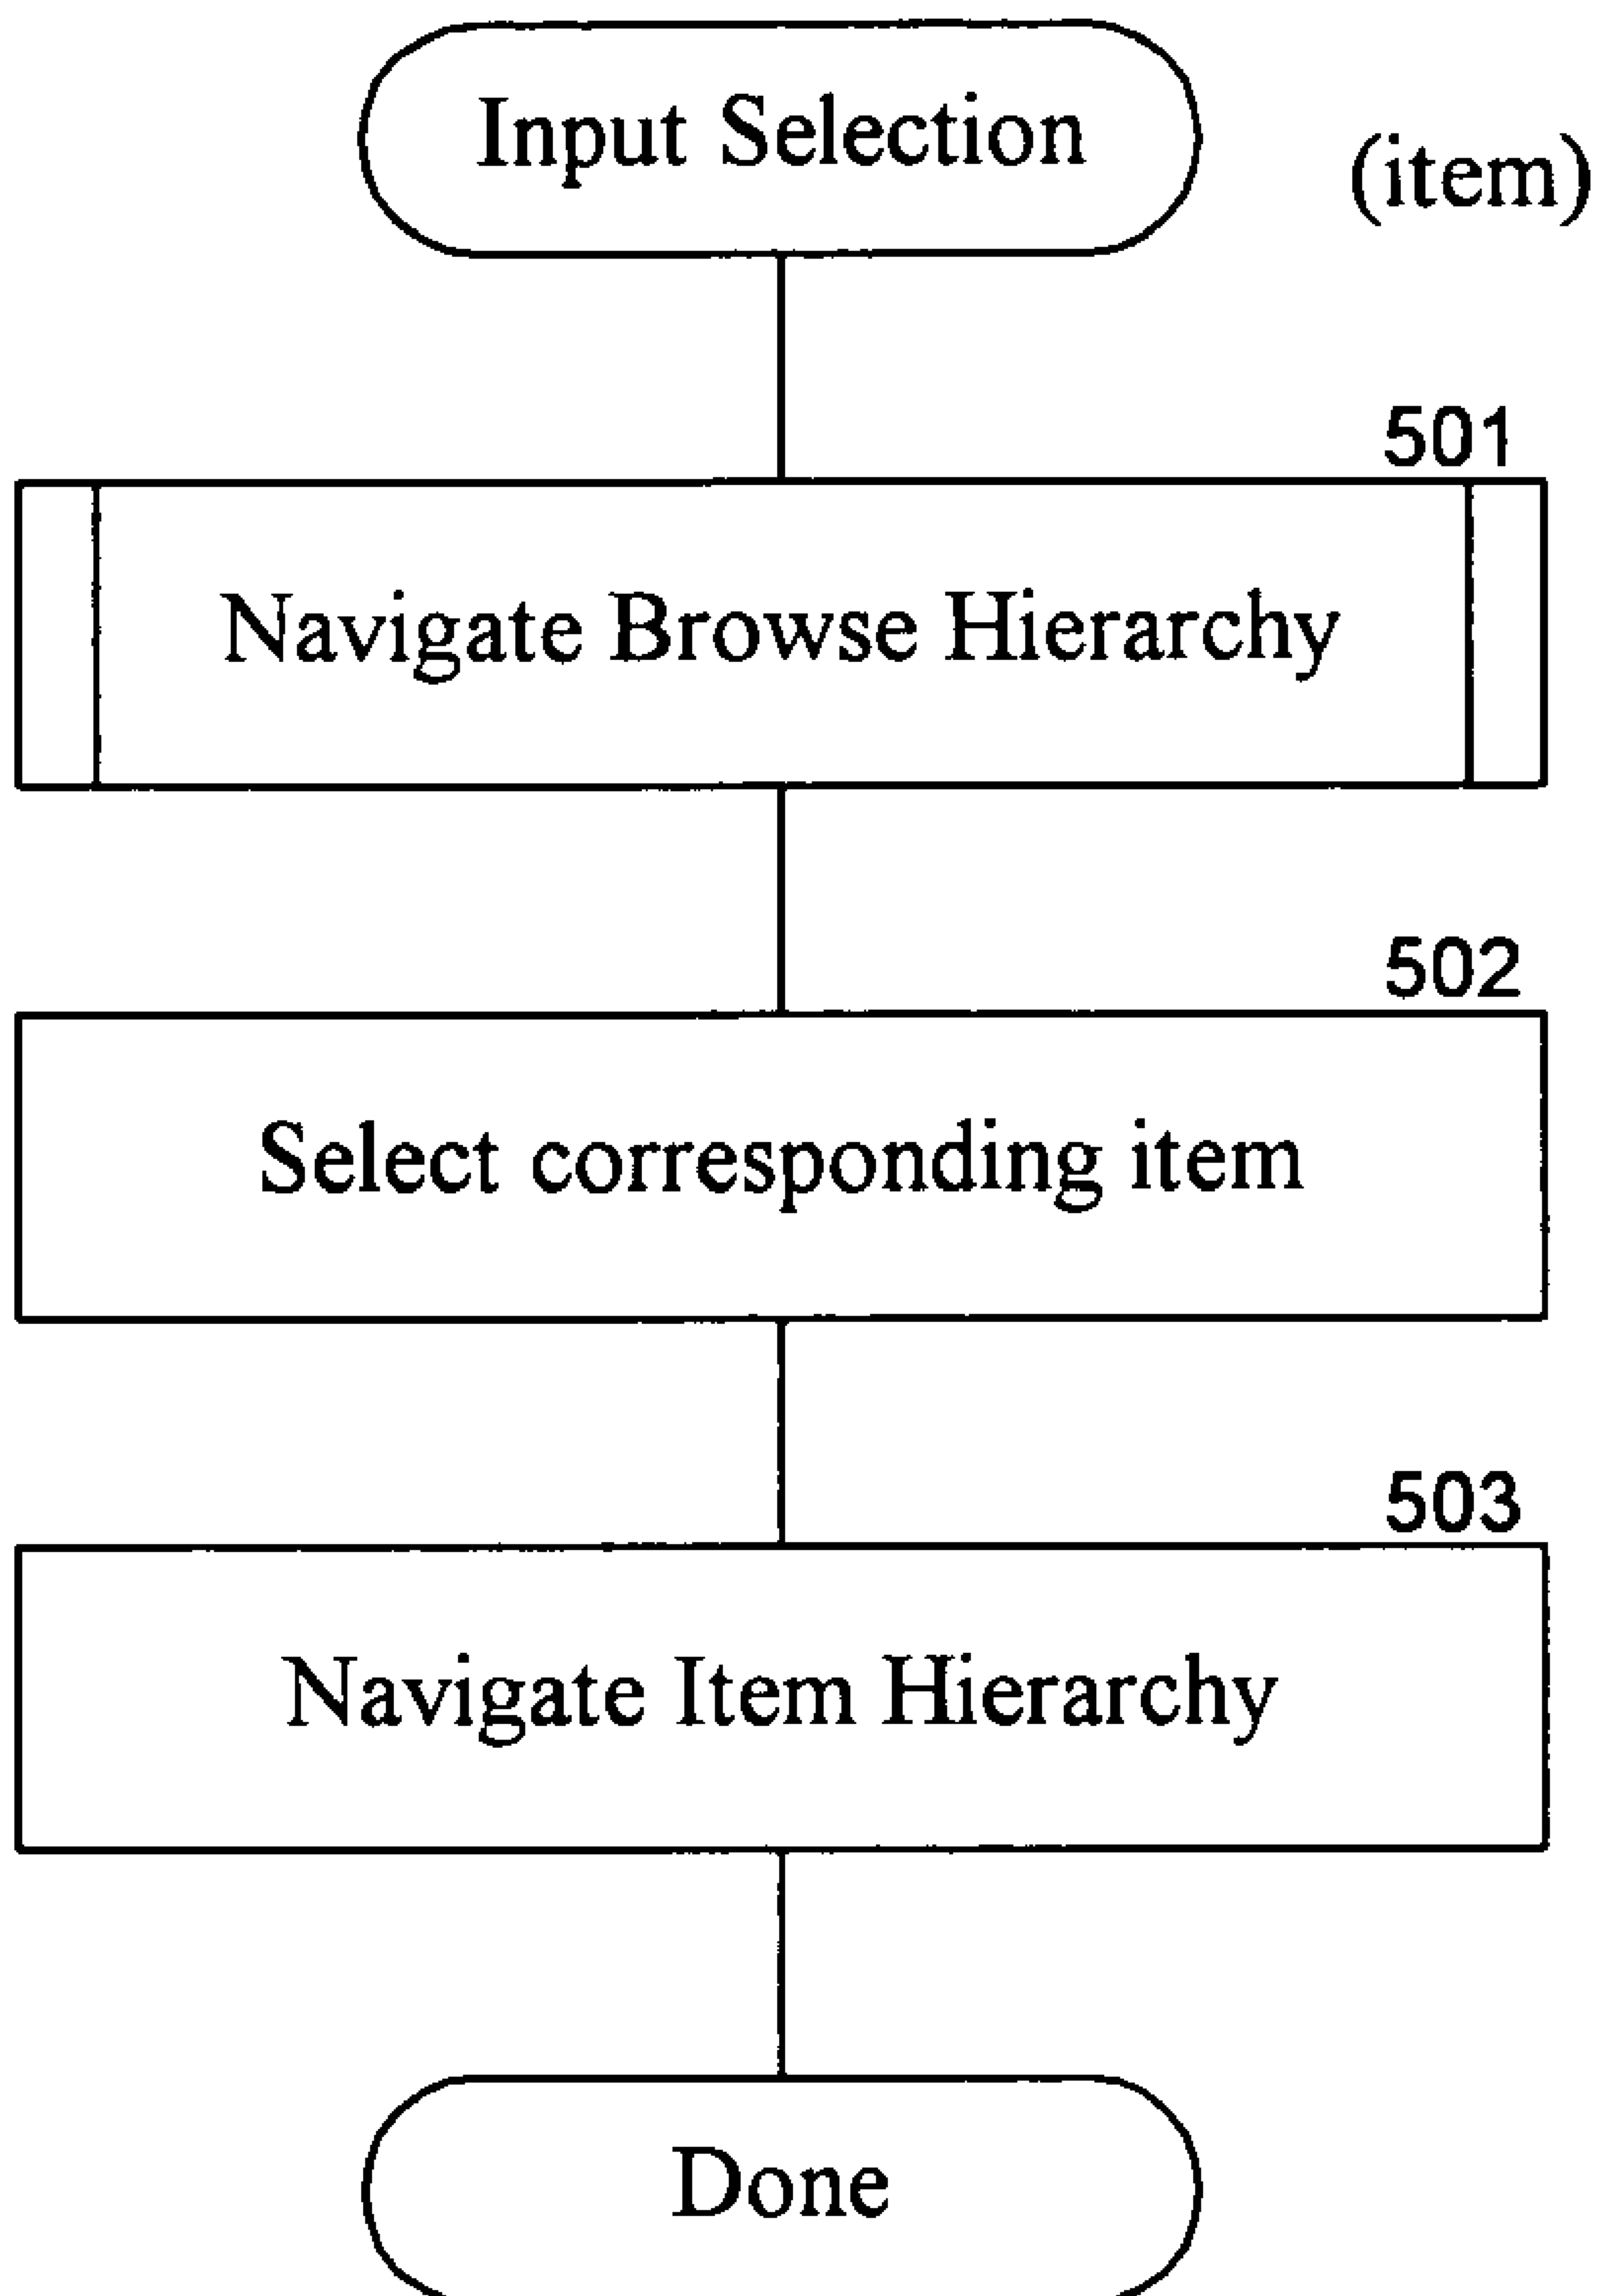 Input Selection
(item)
501
Navigate Browse Hierarchy
502
Select corresponding item
503
Navigate Item Hierarchy
Done